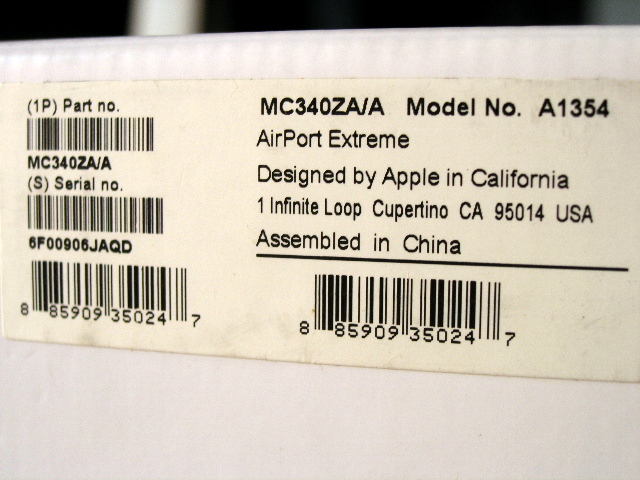 (1P) Part no.
MC340ZA/A
(S) Serial no.
6F00906JAQD
8 85909 35024 7
MC340ZA/A Model No. A1354
AirPort Extreme
Designed by Apple in California
1 Infinite Loop Cupertino CA 95014 USA
Assembled in China
8 85909 35024 7